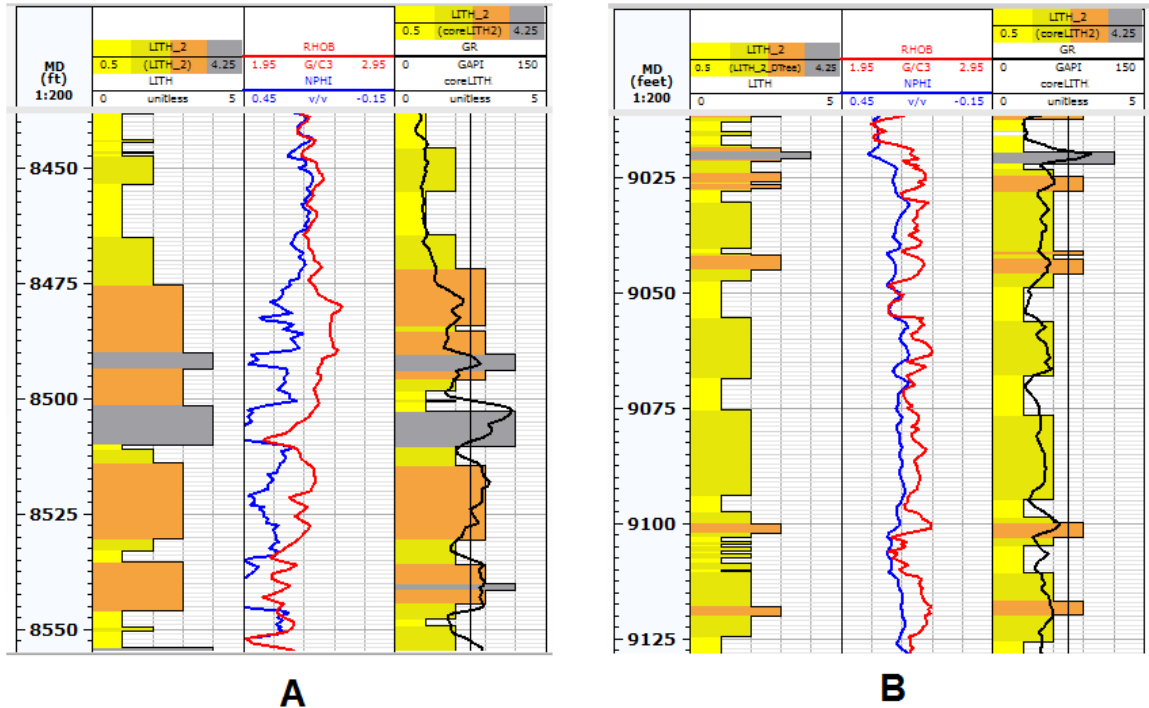 LITH_2
LITH_2
RHOB
(coreLITH2)
0.5 4.25
0.5 (LITH_2) 4.25
1.95 G/C3 2.95
GR
MD
(ft)
1:200
LITH
NPHI
0 GAPI 150
coreLITH
0 unitless 5
0.45 v/v -0.15
0 unitless 5
8450
8475
8500
8525
8550
A
LITH_2
LITH_2
RHOB
(coreLITH2)
0.5 4.25
0.5 (LITH_2_DTree) 4.25
1.95 G/C3 2.95
GR
MD
(feet)
1:200
LITH
NPHI
0 GAPI 150
coreLITH
0 5
0.45 v/v -0.15
0 unitless 5
9025
9050
9075
9100
9125
B